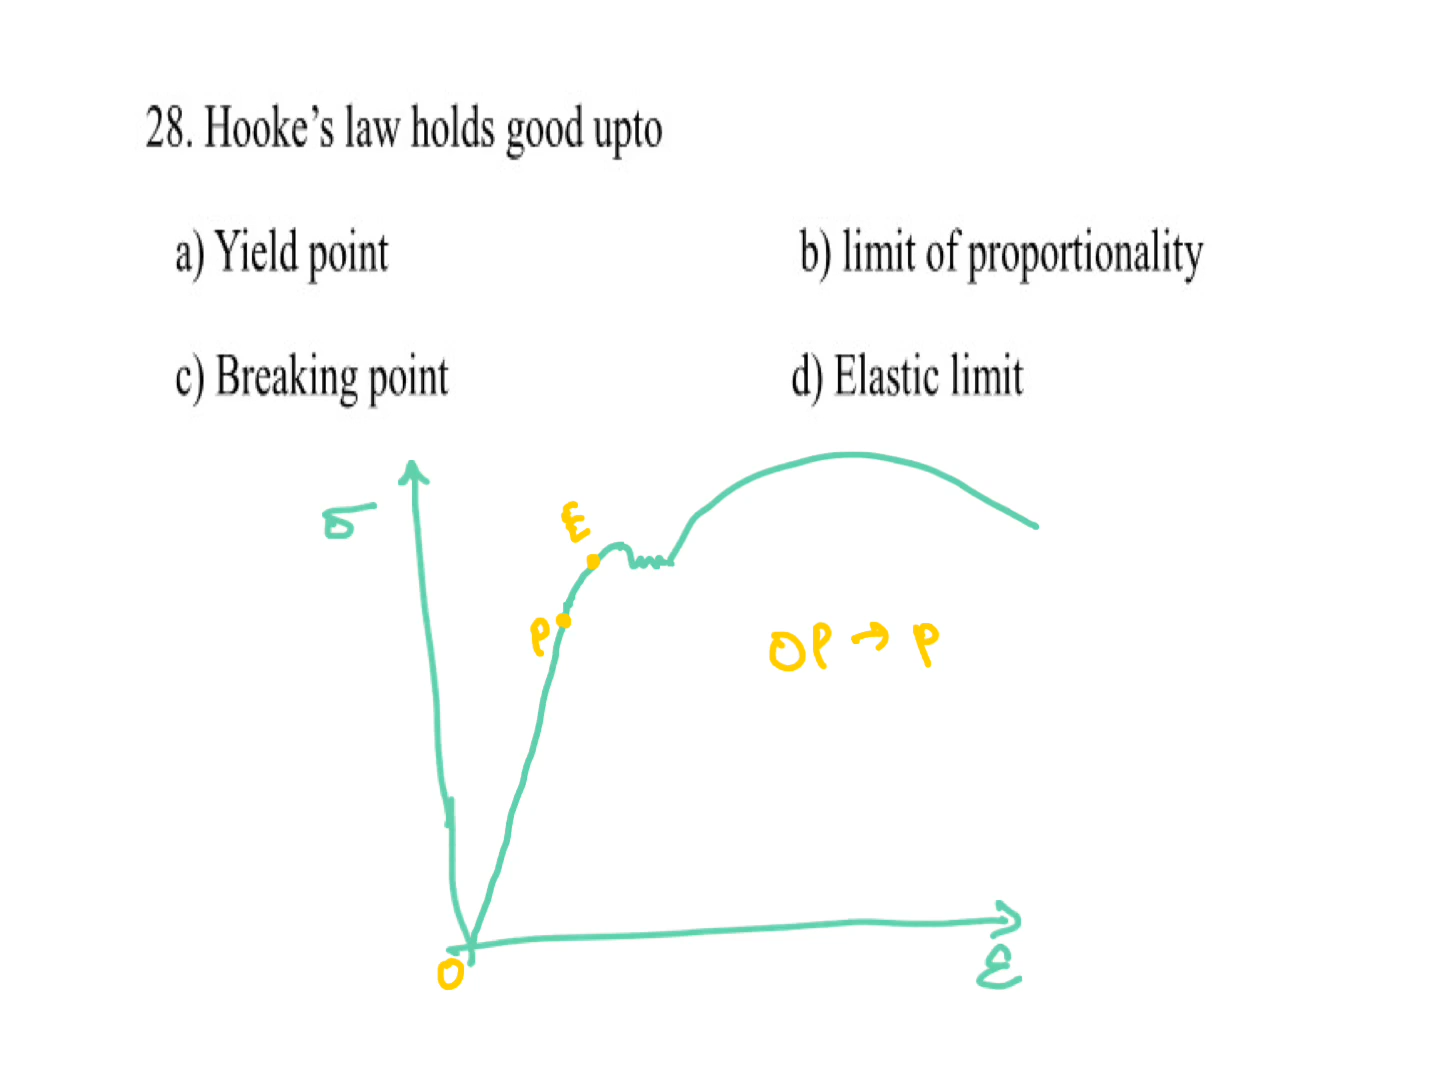 28. Hooke's law holds good upto
a) Yield point
b) limit of proportionality
c) Breaking point
d) Elastic limit
σ
E
P
OP → P
ε
O